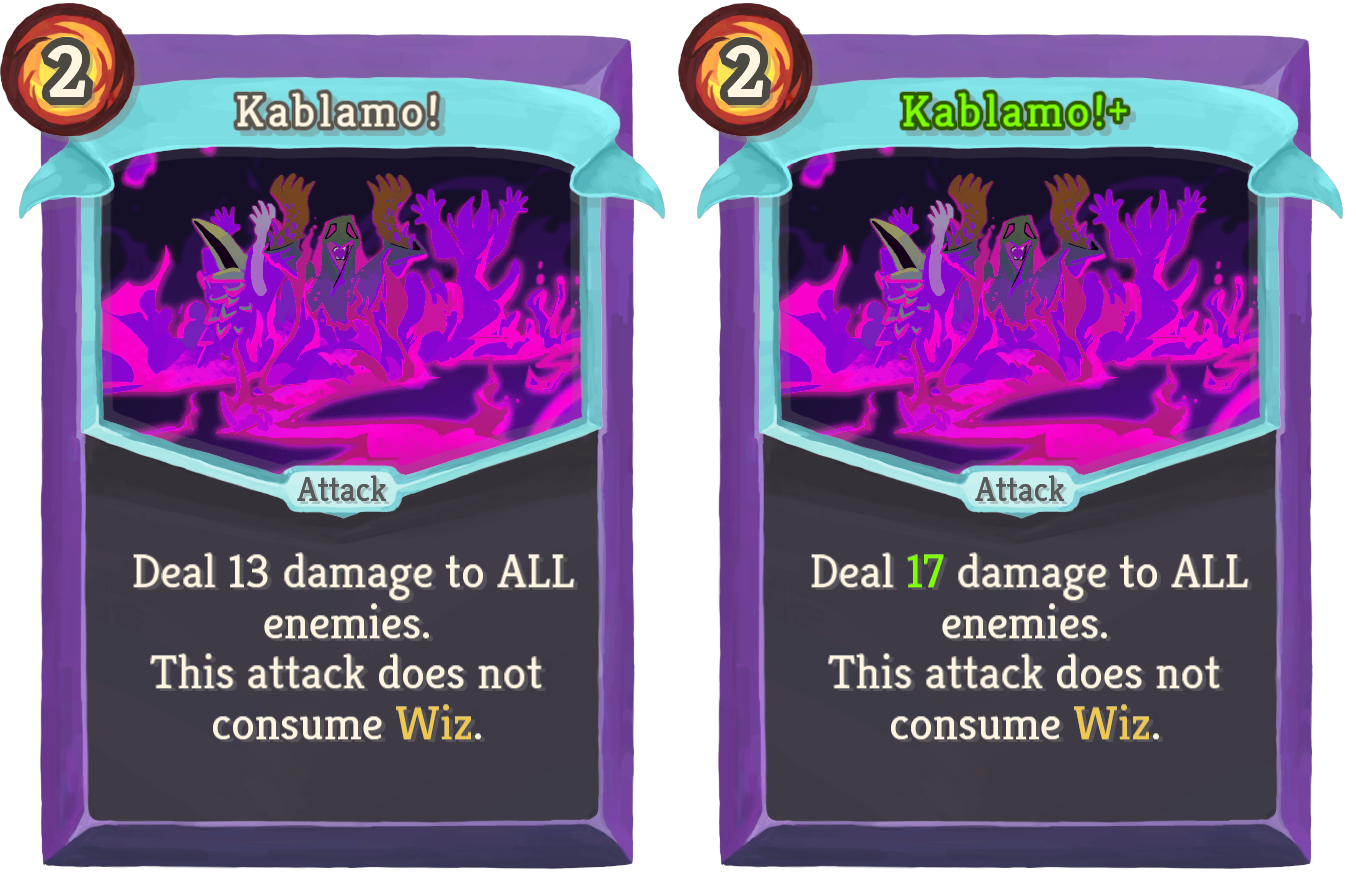 2
Kablamo!
Attack
Deal 13 damage to ALL
enemies.
This attack does not
consume Wiz.
2
Kablamo!+
Attack
Deal 17 damage to ALL
enemies.
This attack does not
consume Wiz.